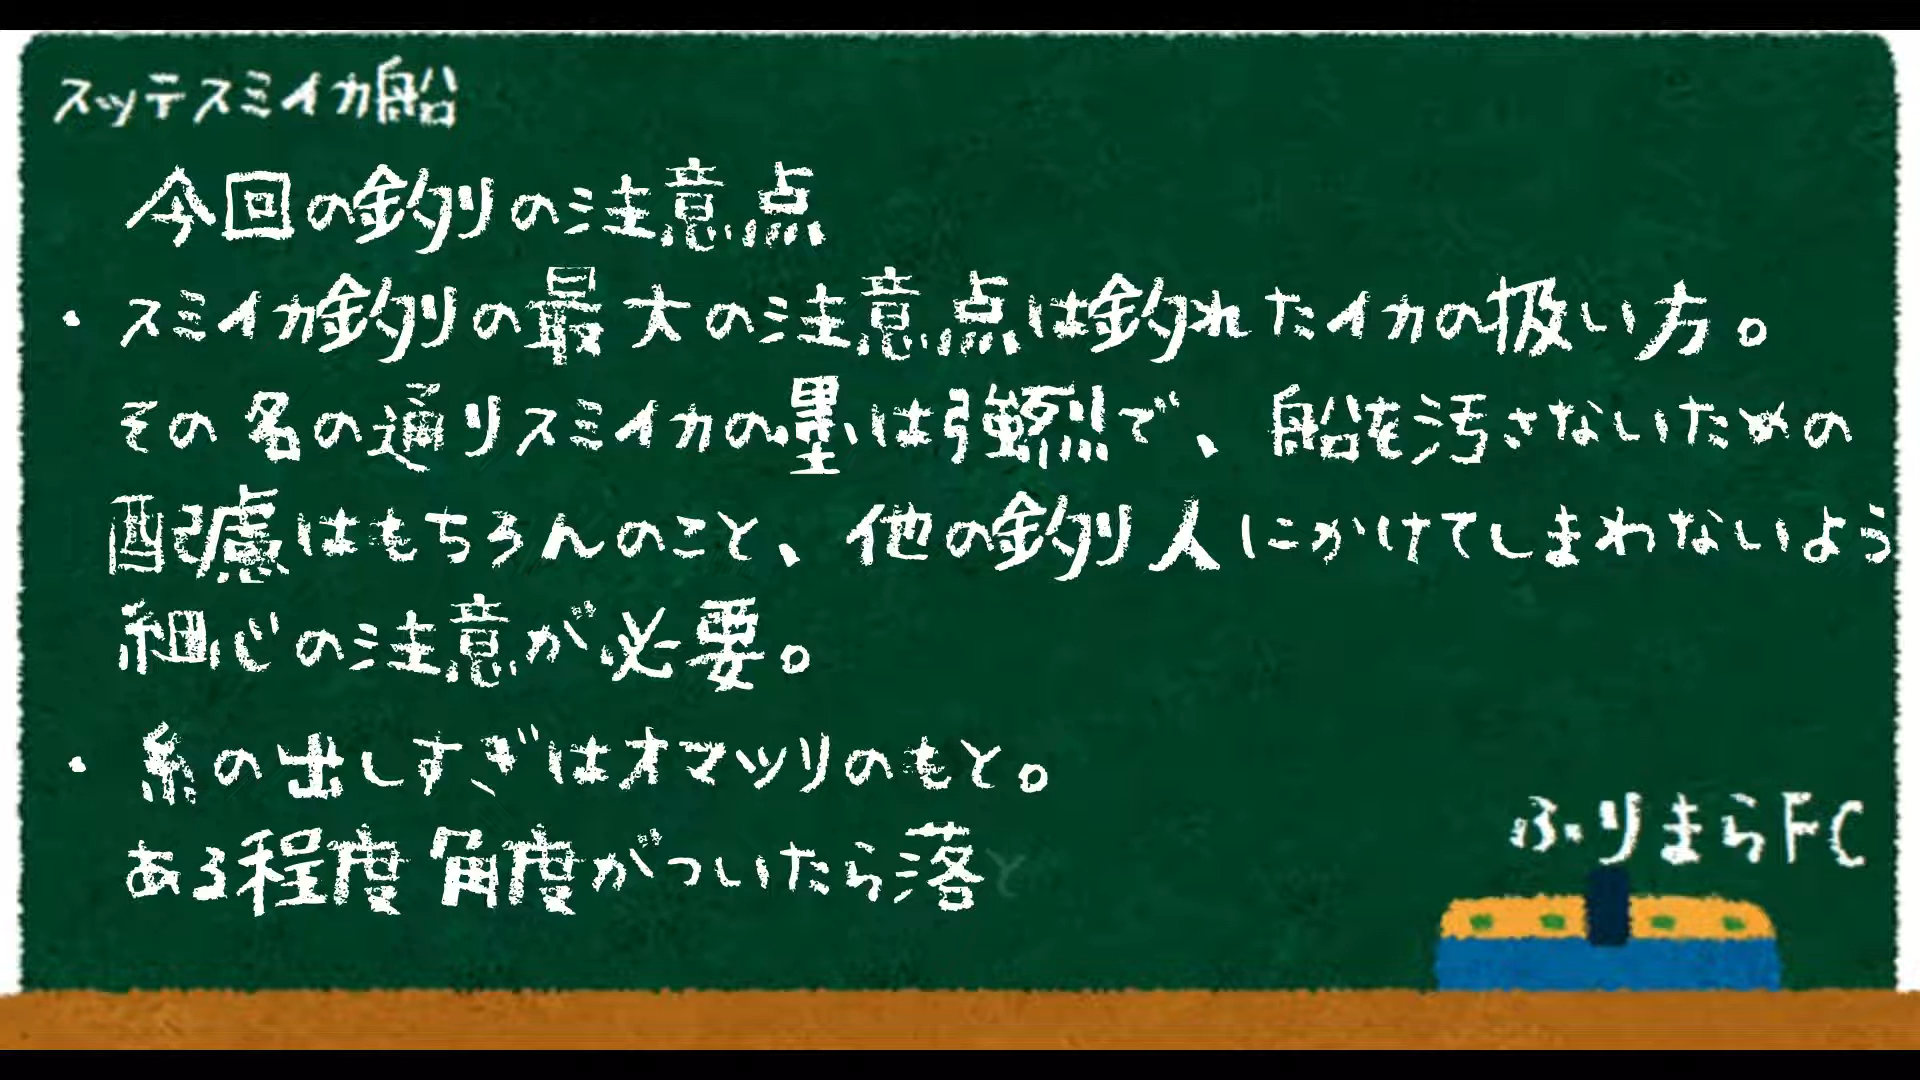 スッテスミイカ船
今回の釣りの注意点
・スミイカ釣りの最大の注意点は釣れたイカの扱い方。
その名の通りスミイカの墨は強烈で、船を汚さないための
配慮はもちろんのこと、他の釣り人にかけてしまわないよう
細心の注意が必要。
・糸の出しすぎはオマツリのもと。
ある程度角度がついたら落と
ふりまらFC